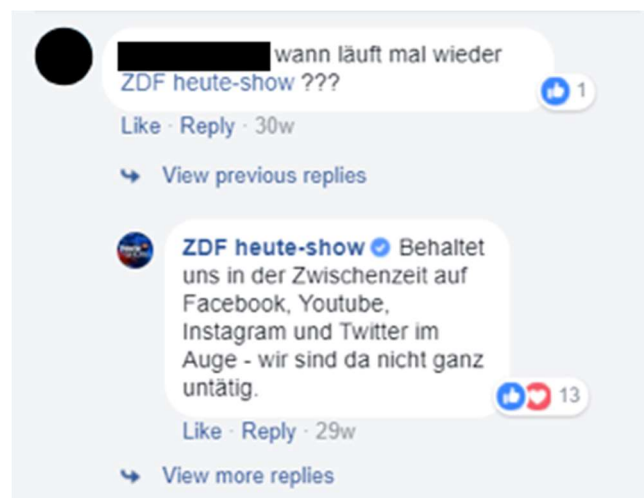 wann läuft mal wieder
ZDF heute-show ???
1
Like · Reply · 30w
View previous replies
ZDF heute-show Behaltet
uns in der Zwischenzeit auf
Facebook, Youtube,
Instagram und Twitter im
Auge - wir sind da nicht ganz
untätig.
13
Like · Reply · 29w
View more replies